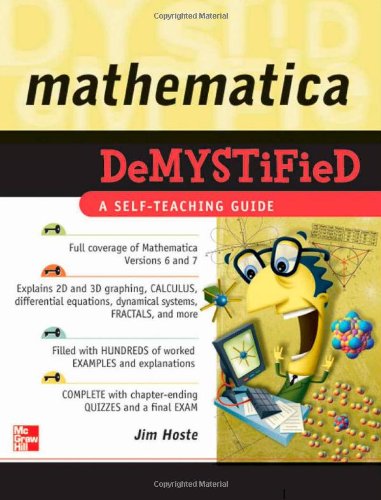 DYSTiD
mathematica
DeMYSTiFieD
A SELF-TEACHING GUIDE
Full coverage of Mathematica
Versions 6 and 7
Explains 2D and 3D graphing, CALCULUS,
differential equations, dynamical systems,
FRACTALS, and more
Filled with HUNDREDS of worked
EXAMPLES and explanations
COMPLETE with chapter-ending
QUIZZES and a final EXAM
Mc
Graw
Hill
Jim Hoste
Copyrighted Material
Copyrighted Material